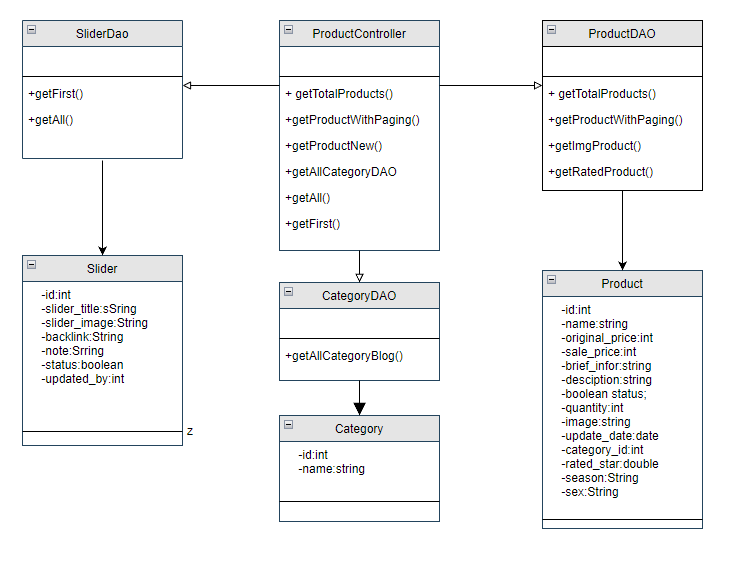 SliderDao
+getFirst()
+getAll()
ProductController
+ getTotalProducts()
+getProductWithPaging()
+getProductNew()
+getAllCategoryDAO
+getAll()
+getFirst()
ProductDAO
+ getTotalProducts()
+getProductWithPaging()
+getImgProduct()
+getRatedProduct()
Slider
-id:int
-slider_title:sSring
-slider_image:String
-backlink:String
-note:Srring
-status:boolean
-updated_by:int
z
CategoryDAO
+getAllCategoryBlog()
Category
-id:int
-name:string
Product
-id:int
-name:string
-original_price:int
-sale_price:int
-brief_infor:string
-desciption:string
-boolean status;
-quantity:int
-image:string
-update_date:date
-category_id:int
-rated_star:double
-season:String
-sex:String